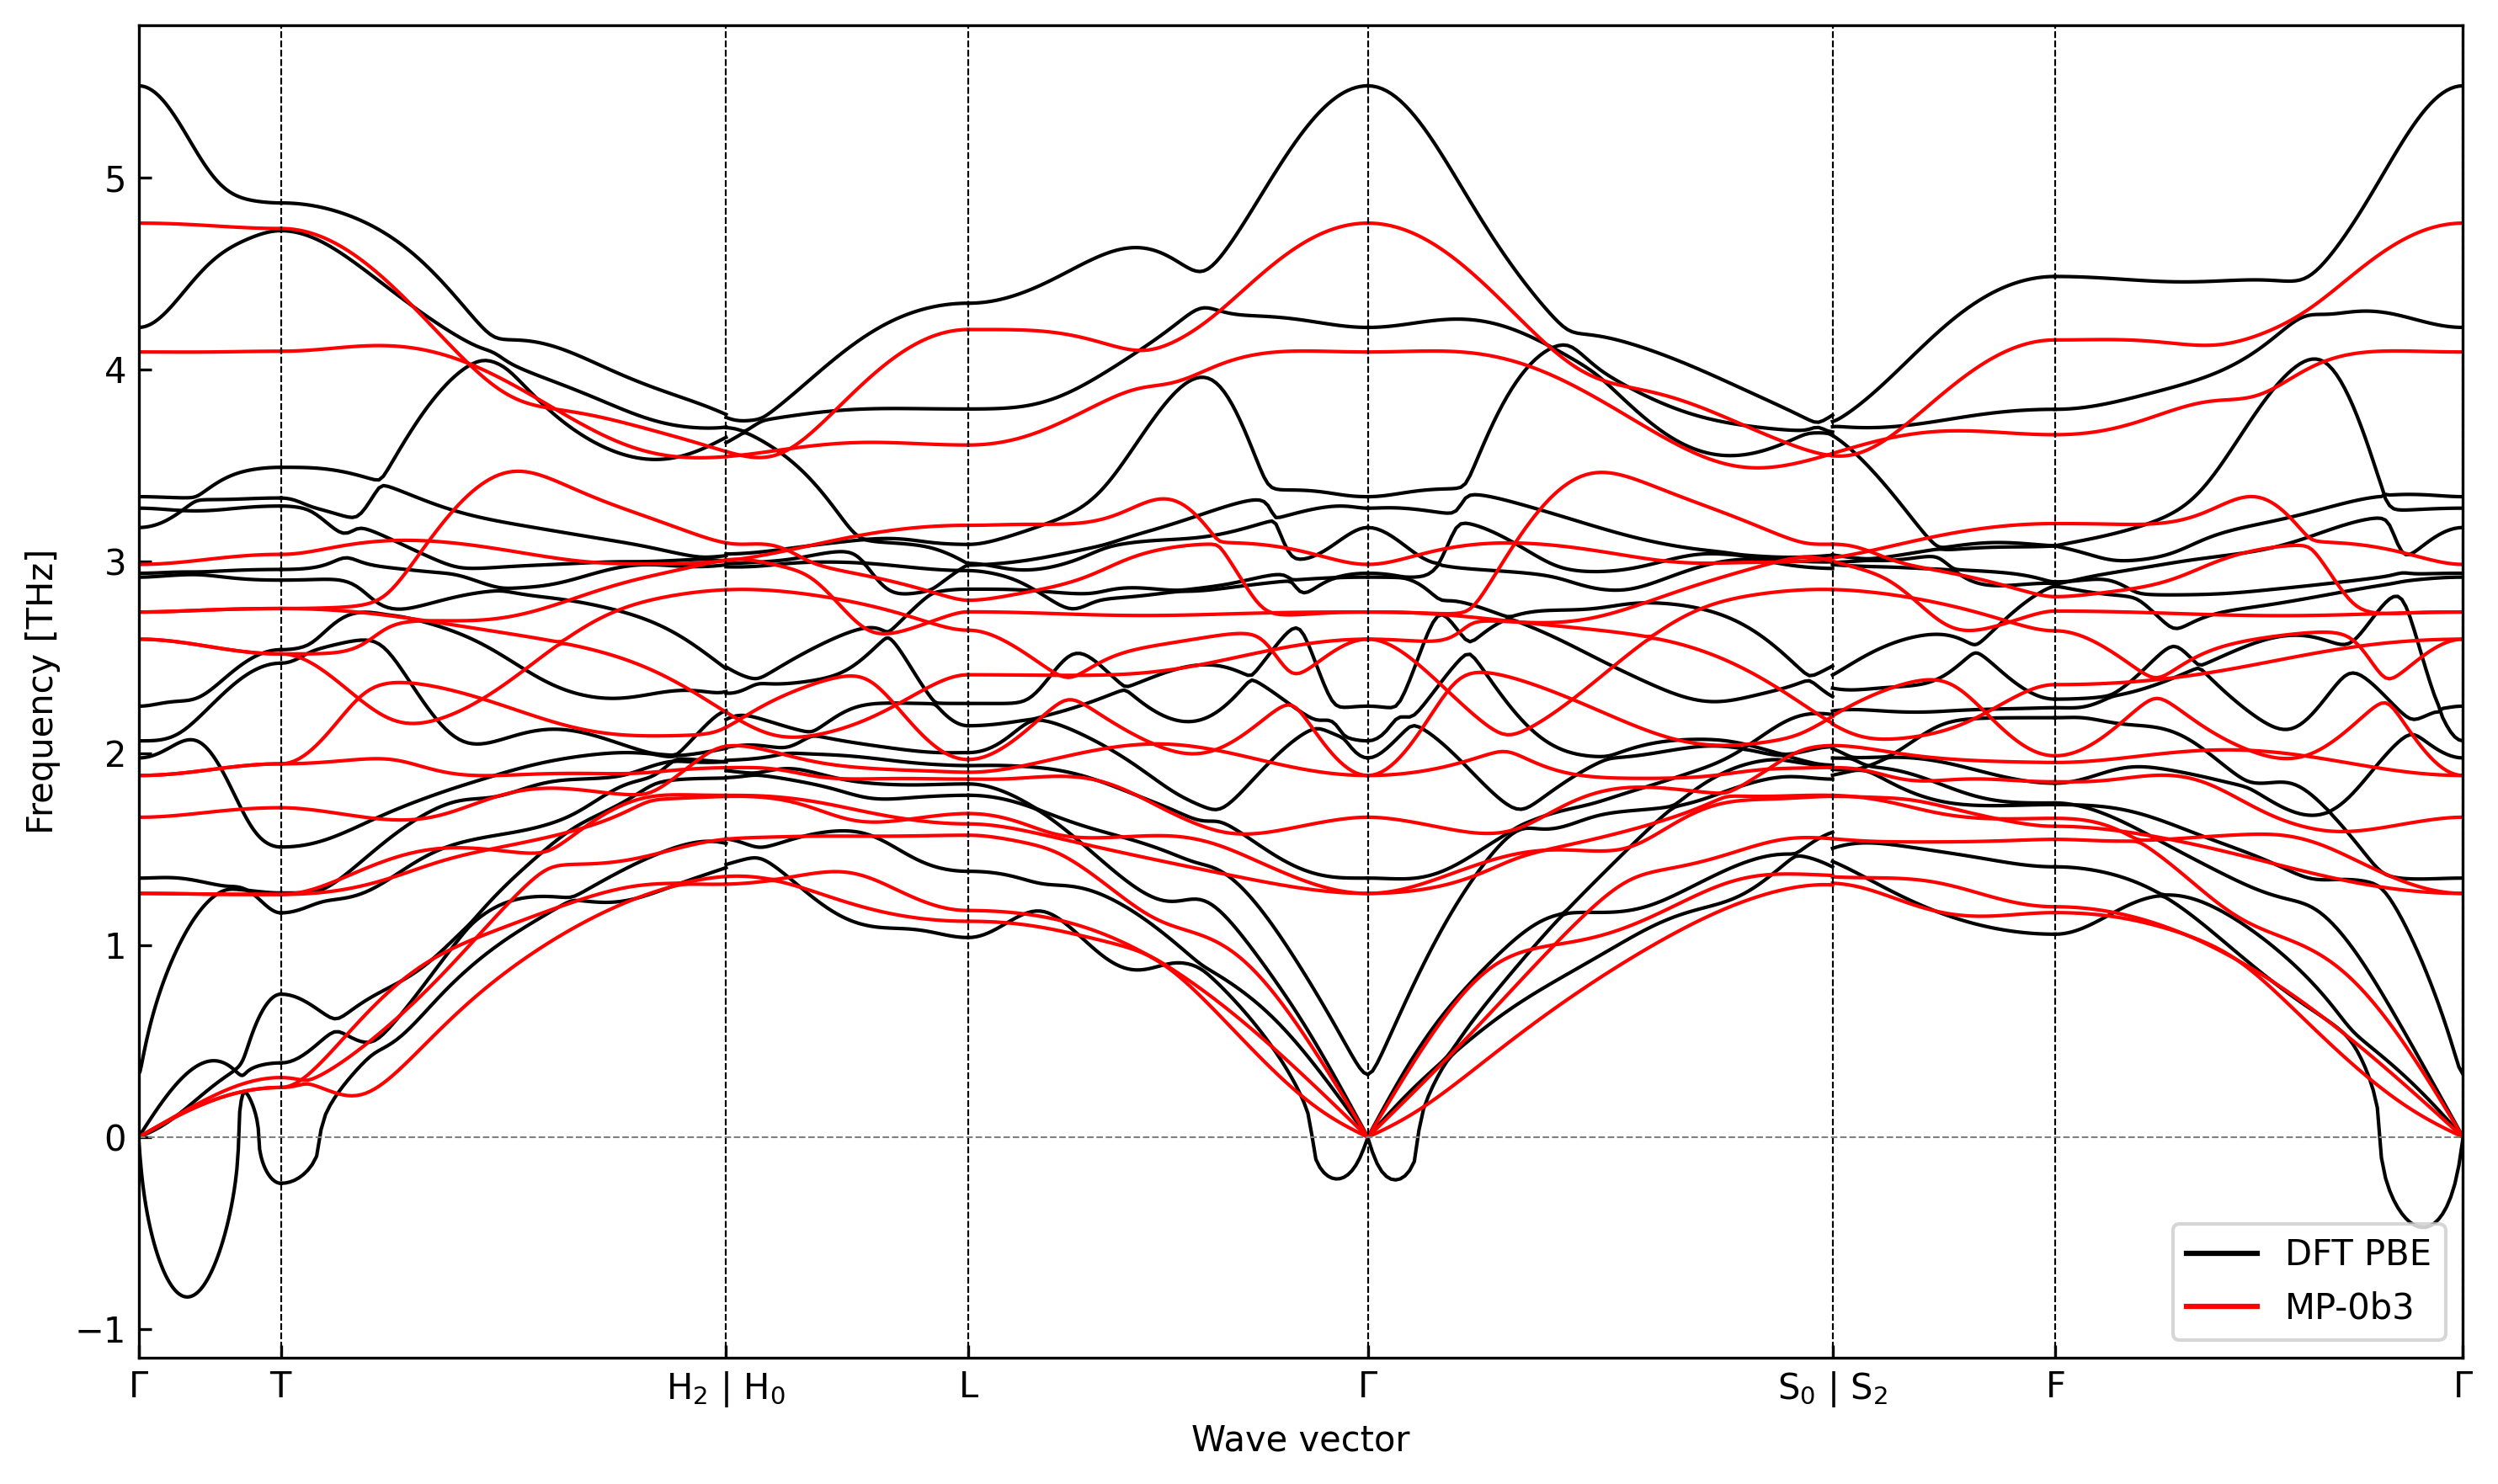 Frequency [THz]
5
4
3
2
1
0
−1
DFT PBE
MP-0b3
Γ T H₂ | H₀ L Γ S₀ | S₂ F Γ
Wave vector